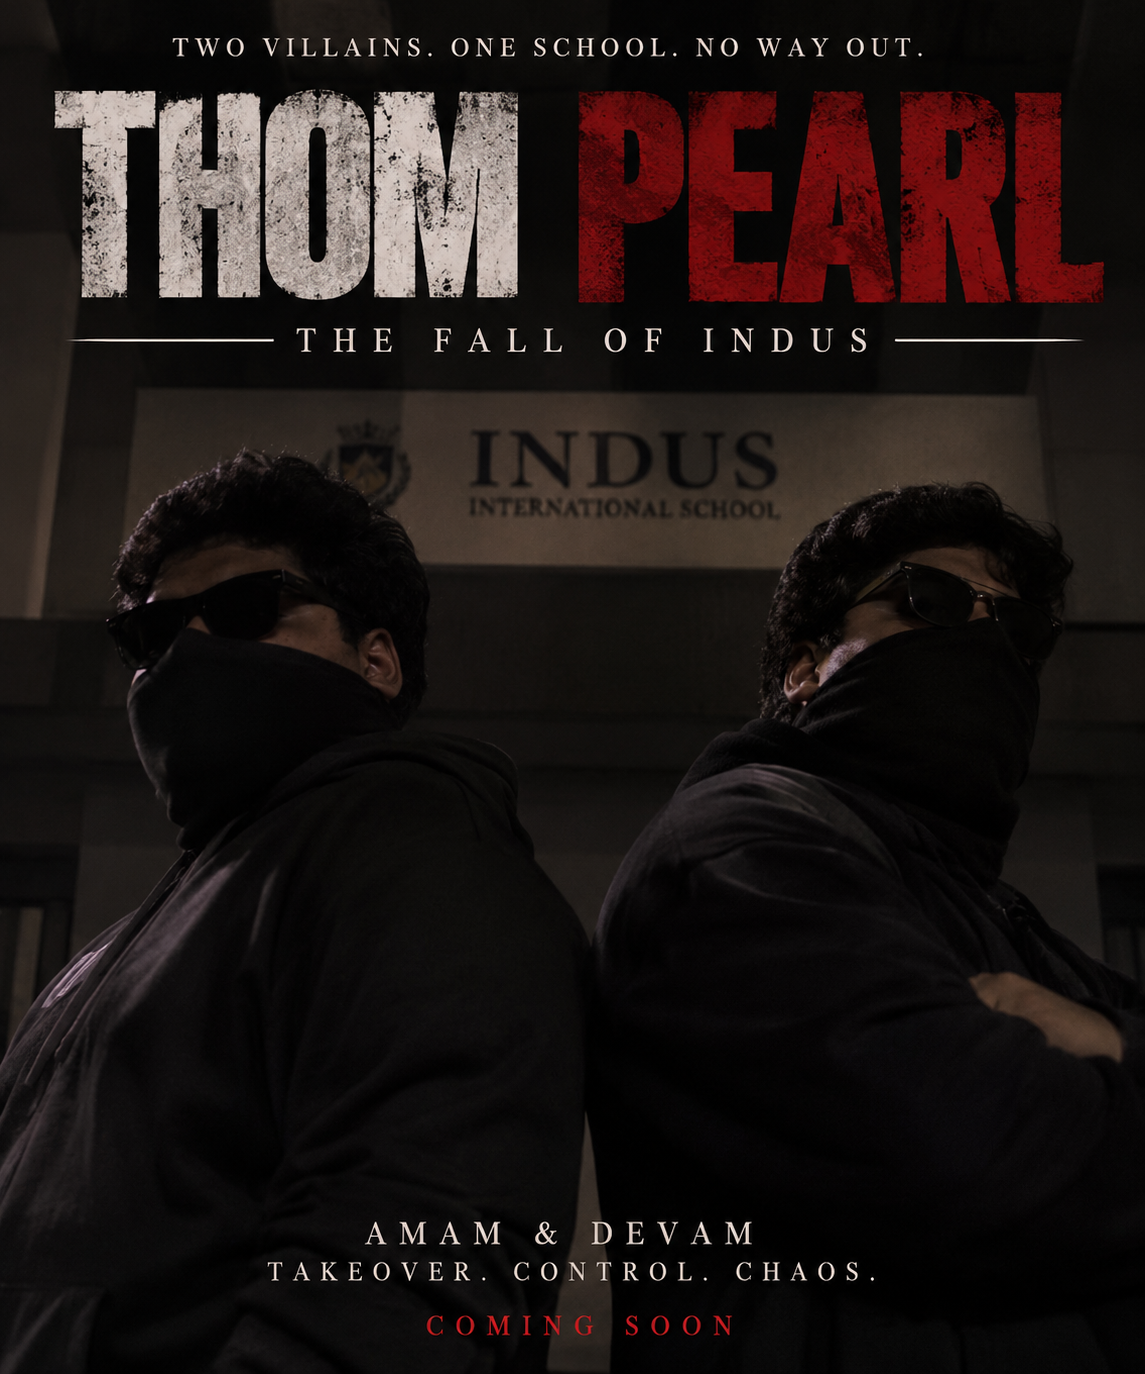 TWO VILLAINS. ONE SCHOOL. NO WAY OUT.
THOM PEARL
THE FALL OF INDUS
INDUS
INTERNATIONAL SCHOOL
AMAM & DEVAM
TAKEOVER. CONTROL. CHAOS.
COMING SOON